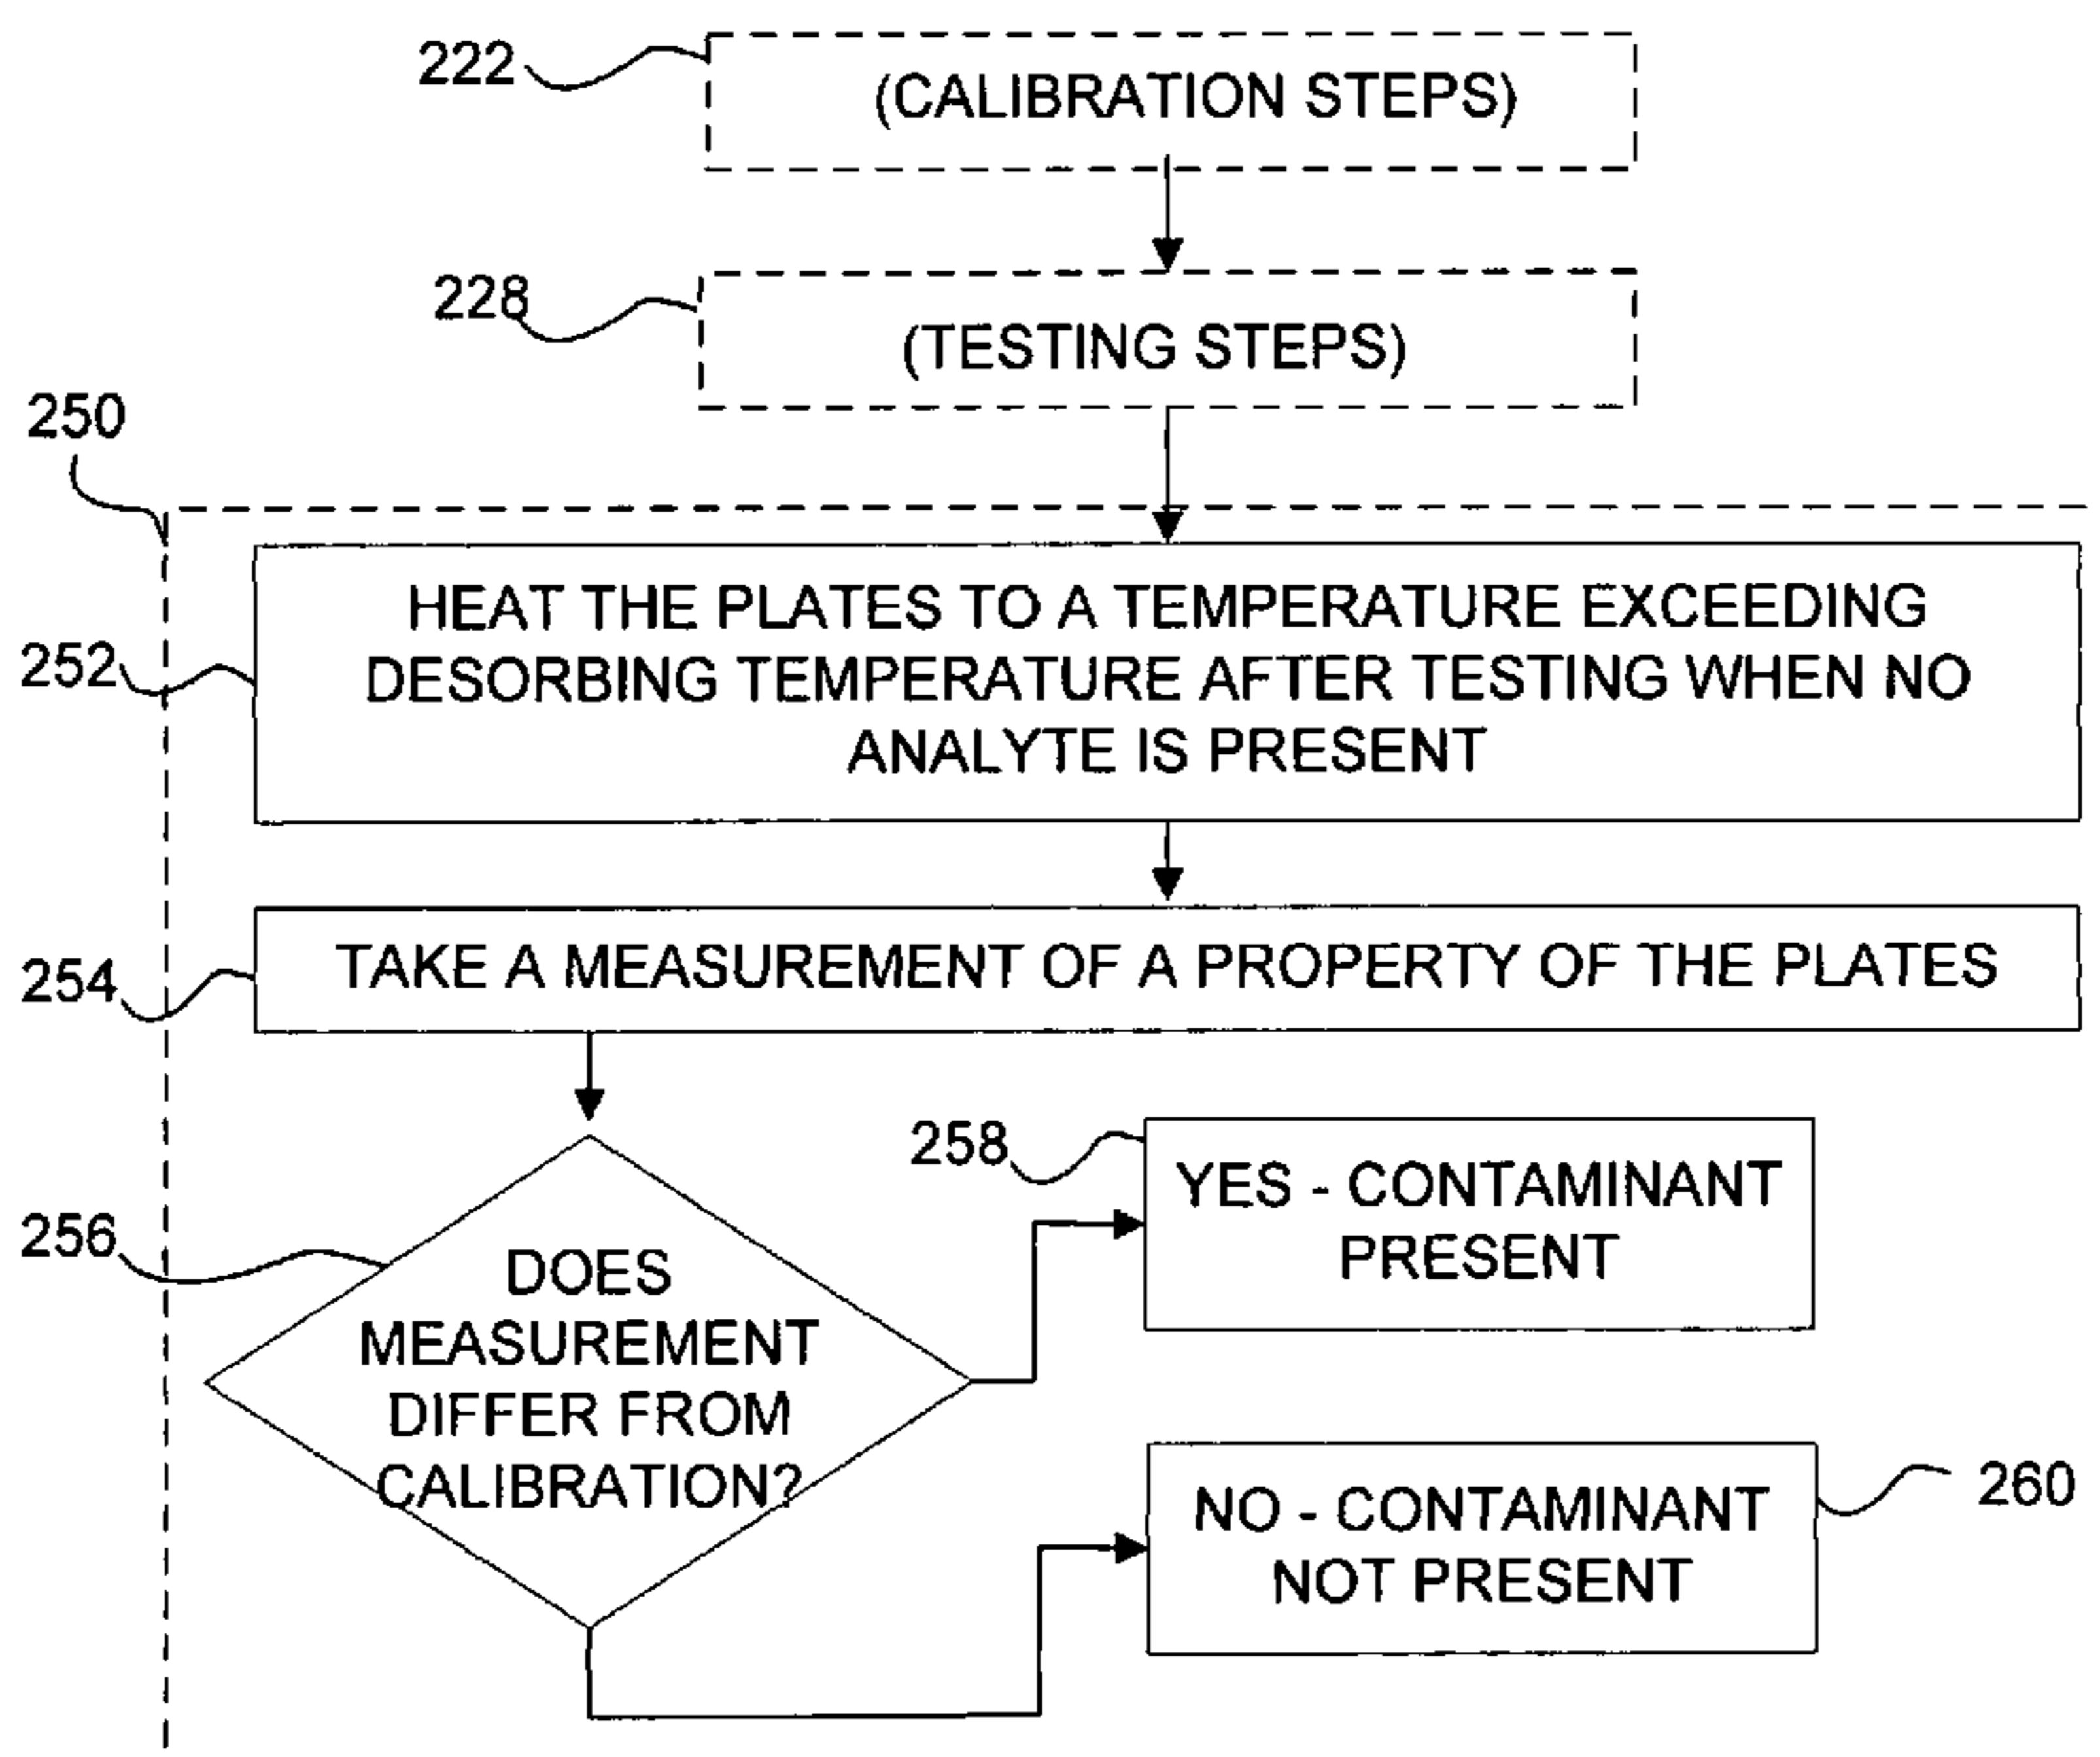 222
(CALIBRATION STEPS)
228
(TESTING STEPS)
250
252
HEAT THE PLATES TO A TEMPERATURE EXCEEDING
DESORBING TEMPERATURE AFTER TESTING WHEN NO
ANALYTE IS PRESENT
254
TAKE A MEASUREMENT OF A PROPERTY OF THE PLATES
256
DOES
MEASUREMENT
DIFFER FROM
CALIBRATION?
258
YES - CONTAMINANT
PRESENT
NO - CONTAMINANT
NOT PRESENT
260